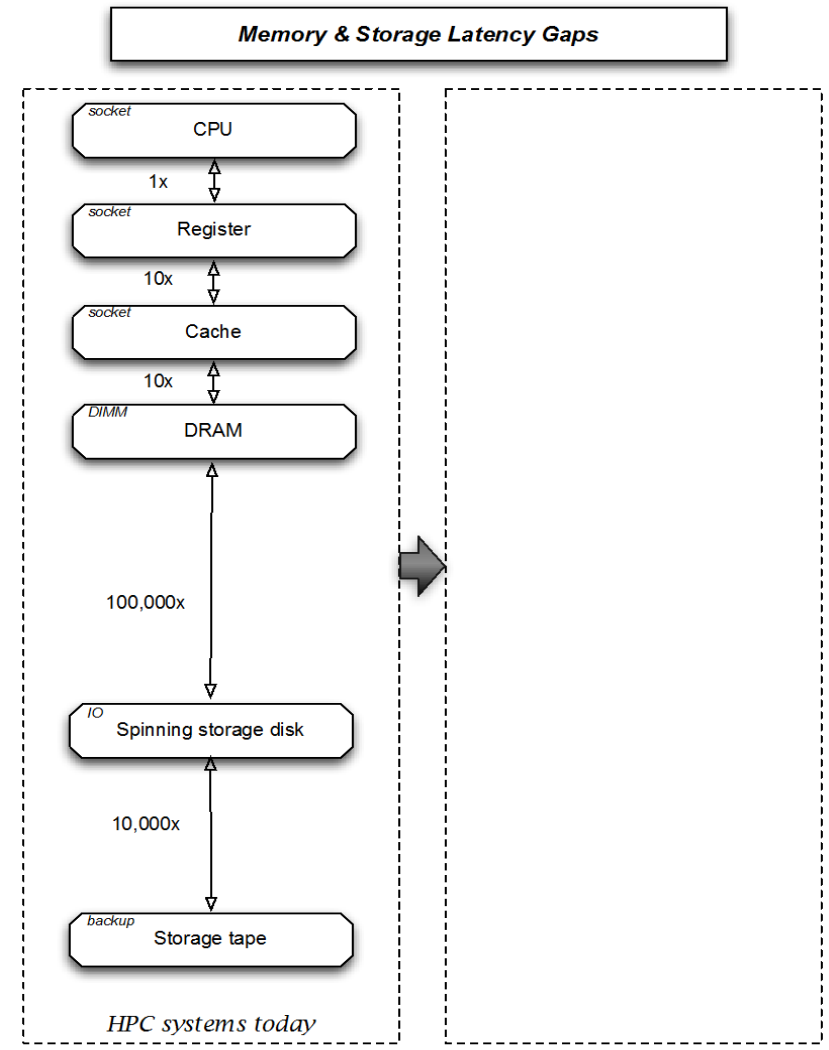 Memory & Storage Latency Gaps
socket
CPU
1x
socket
Register
10x
socket
Cache
10x
DIMM
DRAM
100,000x
IO
Spinning storage disk
10,000x
backup
Storage tape
HPC systems today